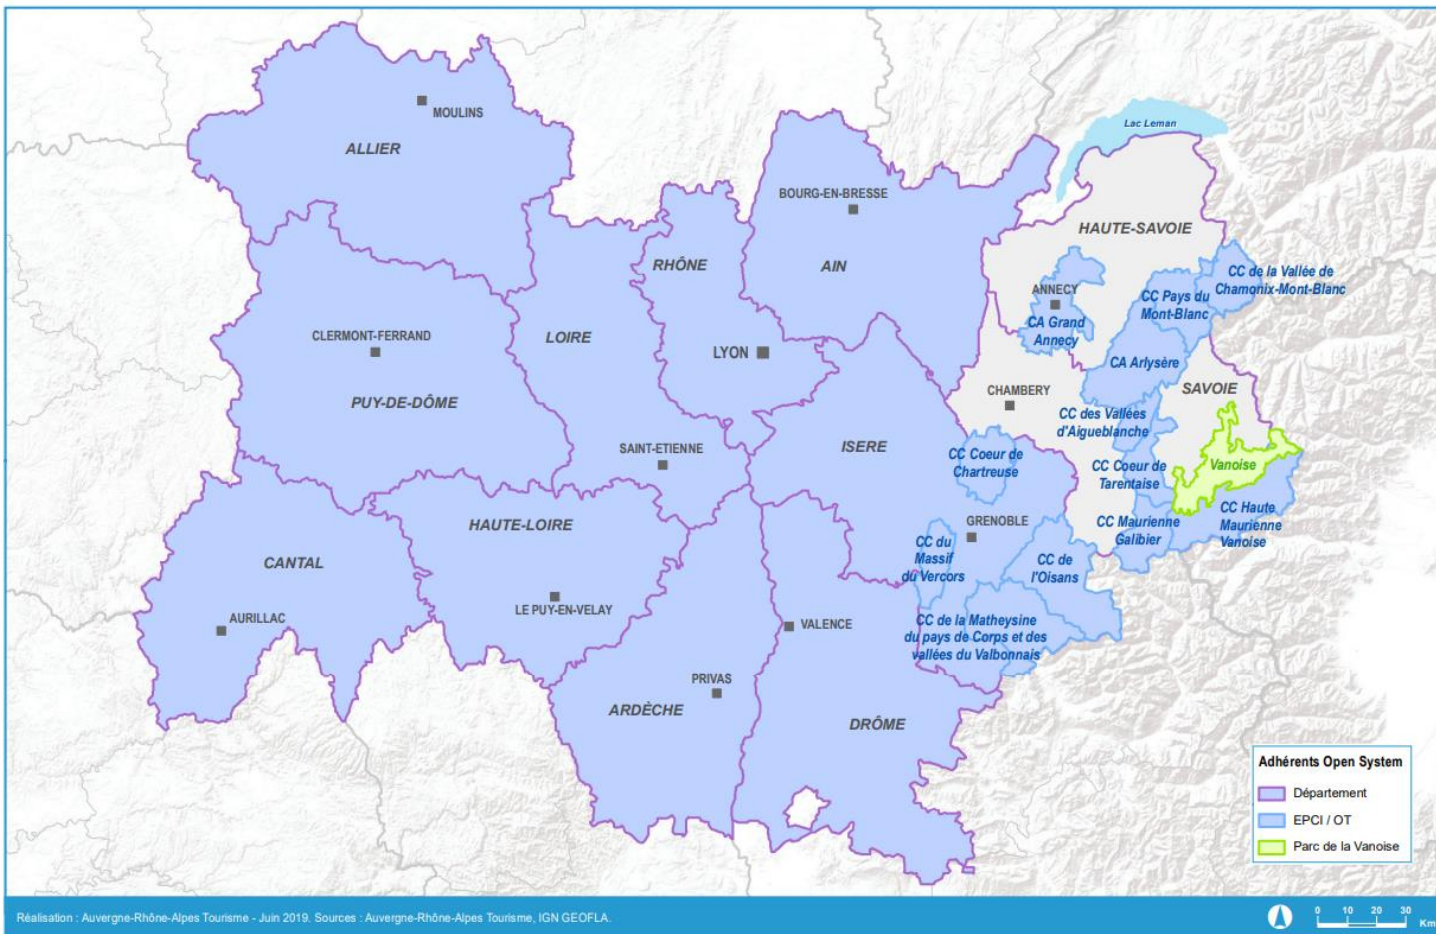 Lac Leman
MOULINS
ALLIER
BOURG-EN-BRESSE
HAUTE-SAVOIE
RHÔNE
AIN
CC de la Vallée de
Chamonix-Mont-Blanc
ANNECY
CC Pays du
Mont-Blanc
CA Grand
Annecy
CLERMONT-FERRAND
LOIRE
LYON
CA Arlysère
PUY-DE-DÔME
CHAMBERY
SAVOIE
CC des Vallées
d'Aigueblanche
SAINT-ETIENNE
ISERE
CC Coeur de
Chartreuse
CC Coeur de
Tarentaise
Vanoise
HAUTE-LOIRE
GRENOBLE
CC Maurienne
Galibier
CC Haute
Maurienne
Vanoise
CANTAL
CC du
Massif
du Vercors
CC de
l'Oisans
AURILLAC
LE PUY-EN-VELAY
VALENCE
CC de la Matheysine
du pays de Corps et des
vallées du Valbonnais
PRIVAS
ARDÈCHE
DRÔME
Adhérents Open System
Département
EPCI / OT
Parc de la Vanoise
Réalisation : Auvergne-Rhône-Alpes Tourisme - Juin 2019. Sources : Auvergne-Rhône-Alpes Tourisme, IGN GEOFLA.
0 10 20 30
Km